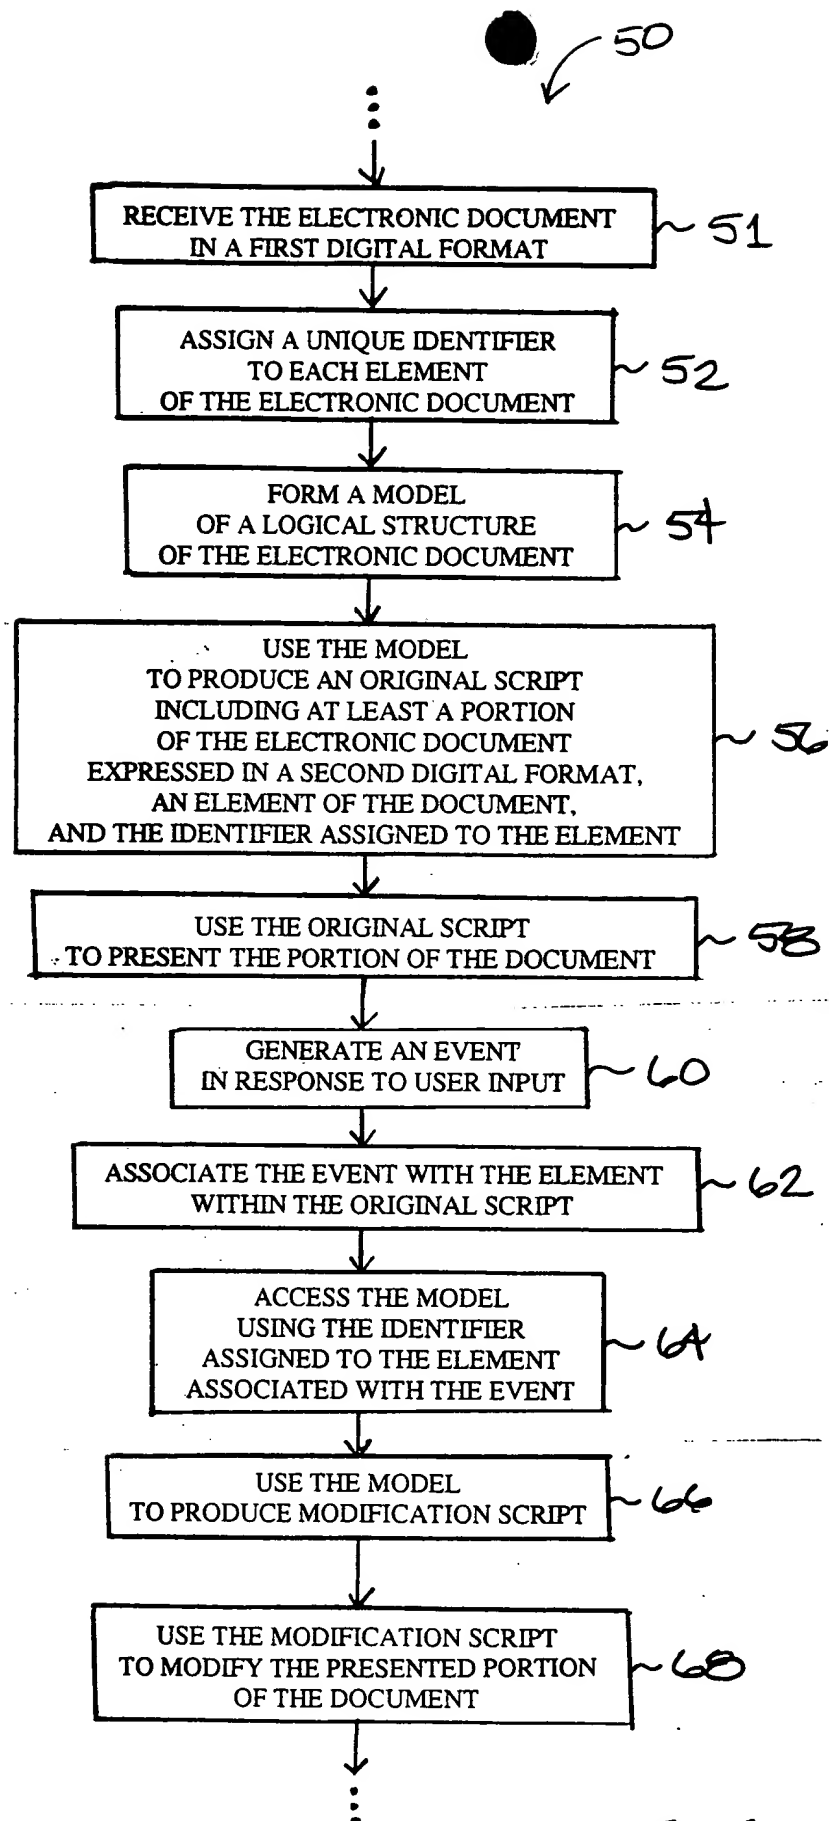 50
RECEIVE THE ELECTRONIC DOCUMENT
IN A FIRST DIGITAL FORMAT
51
ASSIGN A UNIQUE IDENTIFIER
TO EACH ELEMENT
OF THE ELECTRONIC DOCUMENT
52
FORM A MODEL
OF A LOGICAL STRUCTURE
OF THE ELECTRONIC DOCUMENT
54
USE THE MODEL
TO PRODUCE AN ORIGINAL SCRIPT
INCLUDING AT LEAST A PORTION
OF THE ELECTRONIC DOCUMENT
EXPRESSED IN A SECOND DIGITAL FORMAT,
AN ELEMENT OF THE DOCUMENT,
AND THE IDENTIFIER ASSIGNED TO THE ELEMENT
56
USE THE ORIGINAL SCRIPT
TO PRESENT THE PORTION OF THE DOCUMENT
58
GENERATE AN EVENT
IN RESPONSE TO USER INPUT
60
ASSOCIATE THE EVENT WITH THE ELEMENT
WITHIN THE ORIGINAL SCRIPT
62
ACCESS THE MODEL
USING THE IDENTIFIER
ASSIGNED TO THE ELEMENT
ASSOCIATED WITH THE EVENT
64
USE THE MODEL
TO PRODUCE MODIFICATION SCRIPT
66
USE THE MODIFICATION SCRIPT
TO MODIFY THE PRESENTED PORTION
OF THE DOCUMENT
68